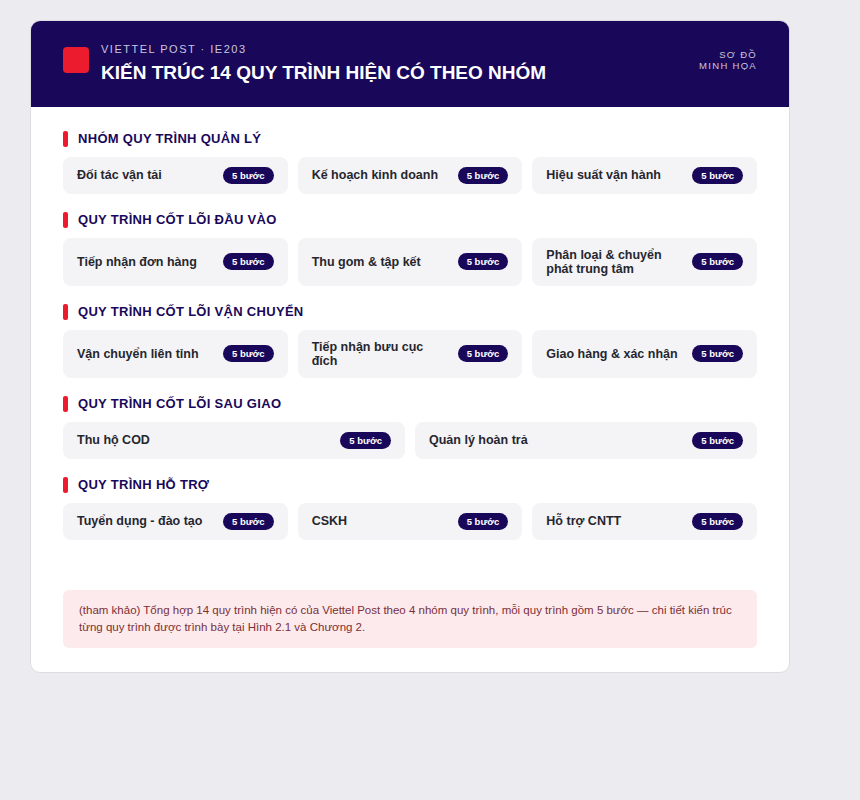 VIETTEL POST · IE203
KIẾN TRÚC 14 QUY TRÌNH HIỆN CÓ THEO NHÓM
SƠ ĐỒ
MINH HỌA
NHÓM QUY TRÌNH QUẢN LÝ
Đối tác vận tải 5 bước
Kế hoạch kinh doanh 5 bước
Hiệu suất vận hành 5 bước
QUY TRÌNH CỐT LÕI ĐẦU VÀO
Tiếp nhận đơn hàng 5 bước
Thu gom & tập kết 5 bước
Phân loại & chuyển
phát trung tâm
5 bước
QUY TRÌNH CỐT LÕI VẬN CHUYỂN
Vận chuyển liên tỉnh 5 bước
Tiếp nhận bưu cục
đích
5 bước
Giao hàng & xác nhận 5 bước
QUY TRÌNH CỐT LÕI SAU GIAO
Thu hộ COD 5 bước
Quản lý hoàn trả 5 bước
QUY TRÌNH HỖ TRỢ
Tuyển dụng - đào tạo 5 bước
CSKH 5 bước
Hỗ trợ CNTT 5 bước
(tham khảo) Tổng hợp 14 quy trình hiện có của Viettel Post theo 4 nhóm quy trình, mỗi quy trình gồm 5 bước — chi tiết kiến trúc
từng quy trình được trình bày tại Hình 2.1 và Chương 2.